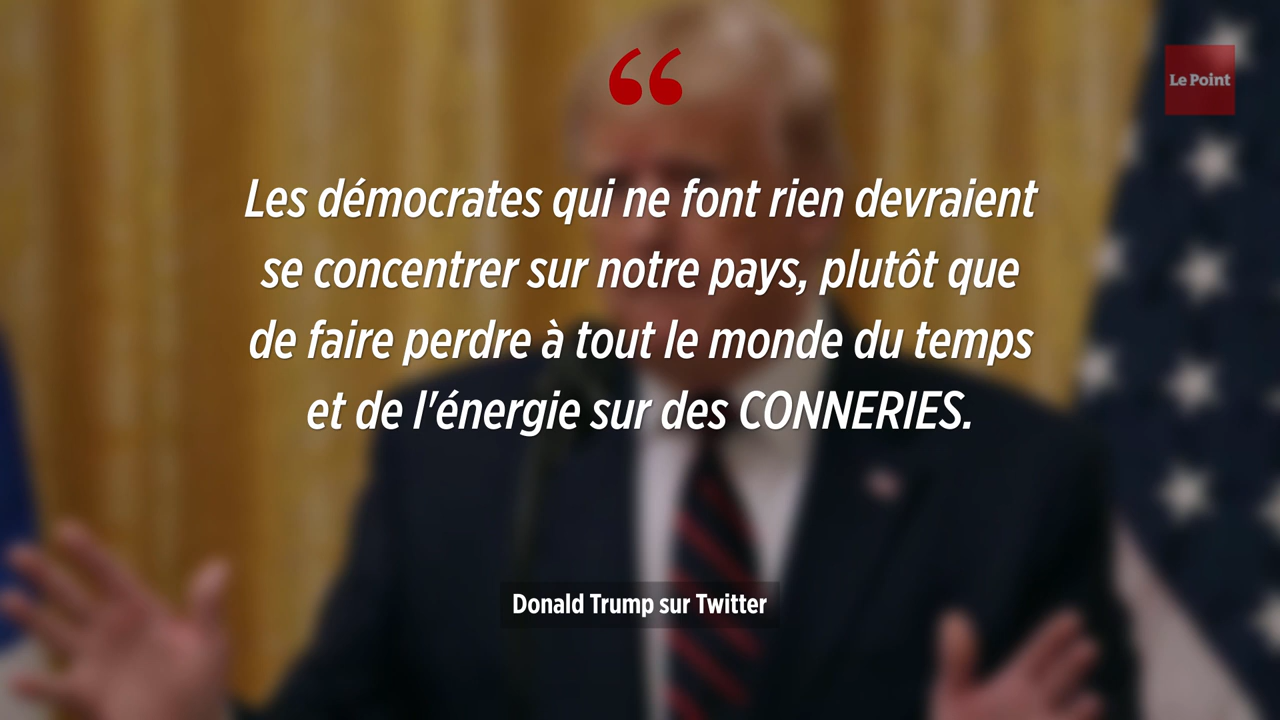 Le Point
Les démocrates qui ne font rien devraient
se concentrer sur notre pays, plutôt que
de faire perdre à tout le monde du temps
et de l'énergie sur des CONNERIES.
Donald Trump sur Twitter